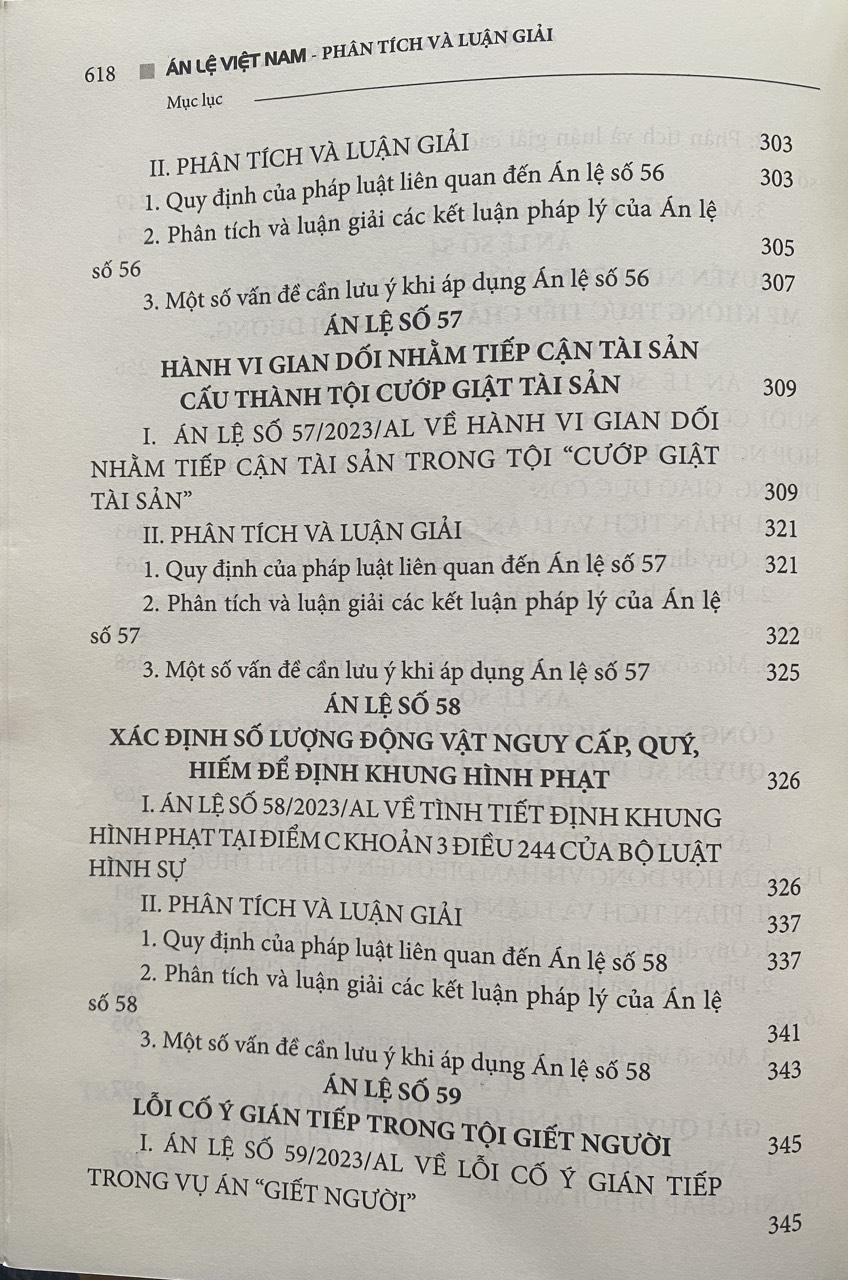 618 ÁN LỆ VIỆT NAM - PHÂN TÍCH VÀ LUẬN GIẢI
Mục lục
II. PHÂN TÍCH VÀ LUẬN GIẢI 303
1. Quy định của pháp luật liên quan đến Án lệ số 56 303
2. Phân tích và luận giải các kết luận pháp lý của Án lệ
số 56 305
3. Một số vấn đề cần lưu ý khi áp dụng Án lệ số 56 307
ÁN LỆ SỐ 57
HÀNH VI GIAN DỐI NHẰM TIẾP CẬN TÀI SẢN
CẤU THÀNH TỘI CƯỚP GIẬT TÀI SẢN 309
I. ÁN LỆ SỐ 57/2023/AL VỀ HÀNH VI GIAN DỐI
NHẰM TIẾP CẬN TÀI SẢN TRONG TỘI “CƯỚP GIẬT
TÀI SẢN” 309
II. PHÂN TÍCH VÀ LUẬN GIẢI 321
1. Quy định của pháp luật liên quan đến Án lệ số 57 321
2. Phân tích và luận giải các kết luận pháp lý của Án lệ
số 57 322
3. Một số vấn đề cần lưu ý khi áp dụng Án lệ số 57 325
ÁN LỆ SỐ 58
XÁC ĐỊNH SỐ LƯỢNG ĐỘNG VẬT NGUY CẤP, QUÝ,
HIẾM ĐỂ ĐỊNH KHUNG HÌNH PHẠT 326
I. ÁN LỆ SỐ 58/2023/AL VỀ TÌNH TIẾT ĐỊNH KHUNG
HÌNH PHẠT TẠI ĐIỂM C KHOẢN 3 ĐIỀU 244 CỦA BỘ LUẬT
HÌNH SỰ 326
II. PHÂN TÍCH VÀ LUẬN GIẢI 337
1. Quy định của pháp luật liên quan đến Án lệ số 58 337
2. Phân tích và luận giải các kết luận pháp lý của Án lệ
số 58 341
3. Một số vấn đề cần lưu ý khi áp dụng Án lệ số 58 343
ÁN LỆ SỐ 59
LỖI CỐ Ý GIÁN TIẾP TRONG TỘI GIẾT NGƯỜI 345
I. ÁN LỆ SỐ 59/2023/AL VỀ LỖI CỐ Ý GIÁN TIẾP
TRONG VỤ ÁN “GIẾT NGƯỜI” 345